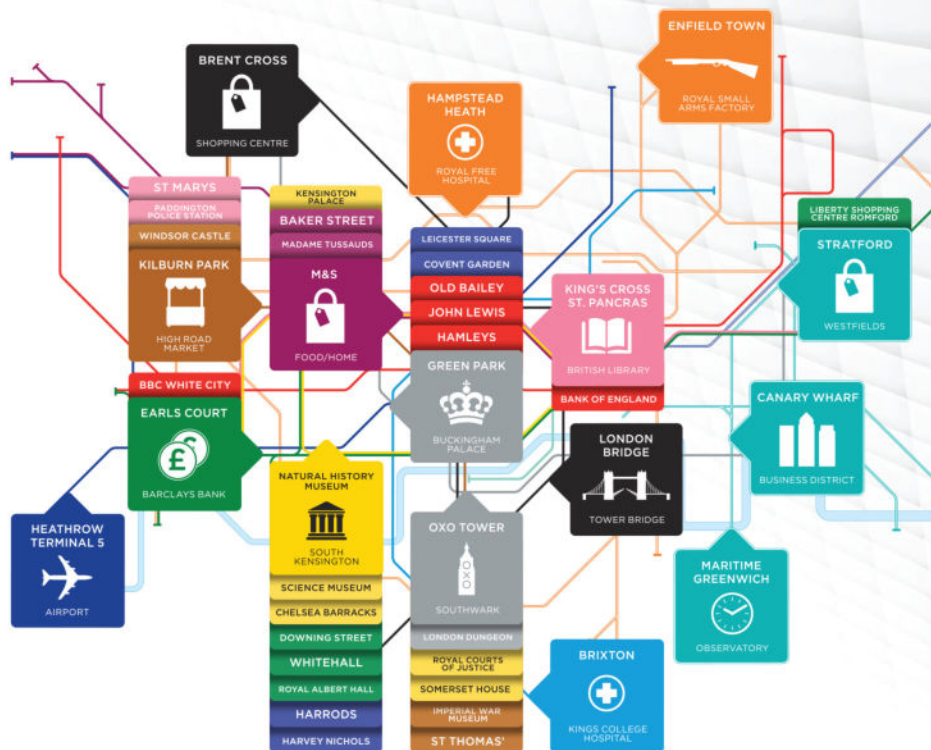 ENFIELD TOWN
ROYAL SMALL
ARMS FACTORY
BRENT CROSS
SHOPPING CENTRE
HAMPSTEAD
HEATH
ROYAL FREE
HOSPITAL
ST MARYS
PADDINGTON
POLICE STATION
WINDSOR CASTLE
KILBURN PARK
HIGH ROAD
MARKET
KENSINGTON
PALACE
BAKER STREET
MADAME TUSSAUDS
M&S
FOOD/HOME
LEICESTER SQUARE
COVENT GARDEN
OLD BAILEY
JOHN LEWIS
HAMLEYS
GREEN PARK
BUCKINGHAM
PALACE
KING'S CROSS
ST. PANCRAS
BRITISH LIBRARY
BANK OF ENGLAND
LIBERTY SHOPPING
CENTRE ROMFORD
STRATFORD
WESTFIELDS
BBC WHITE CITY
EARLS COURT
£
BARCLAYS BANK
CANARY WHARF
BUSINESS DISTRICT
LONDON
BRIDGE
TOWER BRIDGE
HEATHROW
TERMINAL 5
AIRPORT
NATURAL HISTORY
MUSEUM
SOUTH
KENSINGTON
SCIENCE MUSEUM
CHELSEA BARRACKS
DOWNING STREET
WHITEHALL
ROYAL ALBERT HALL
HARRODS
HARVEY NICHOLS
OXO TOWER
OXO
SOUTHWARK
LONDON DUNGEON
ROYAL COURTS
OF JUSTICE
SOMERSET HOUSE
IMPERIAL WAR
MUSEUM
ST THOMAS'
MARITIME
GREENWICH
OBSERVATORY
BRIXTON
KINGS COLLEGE
HOSPITAL